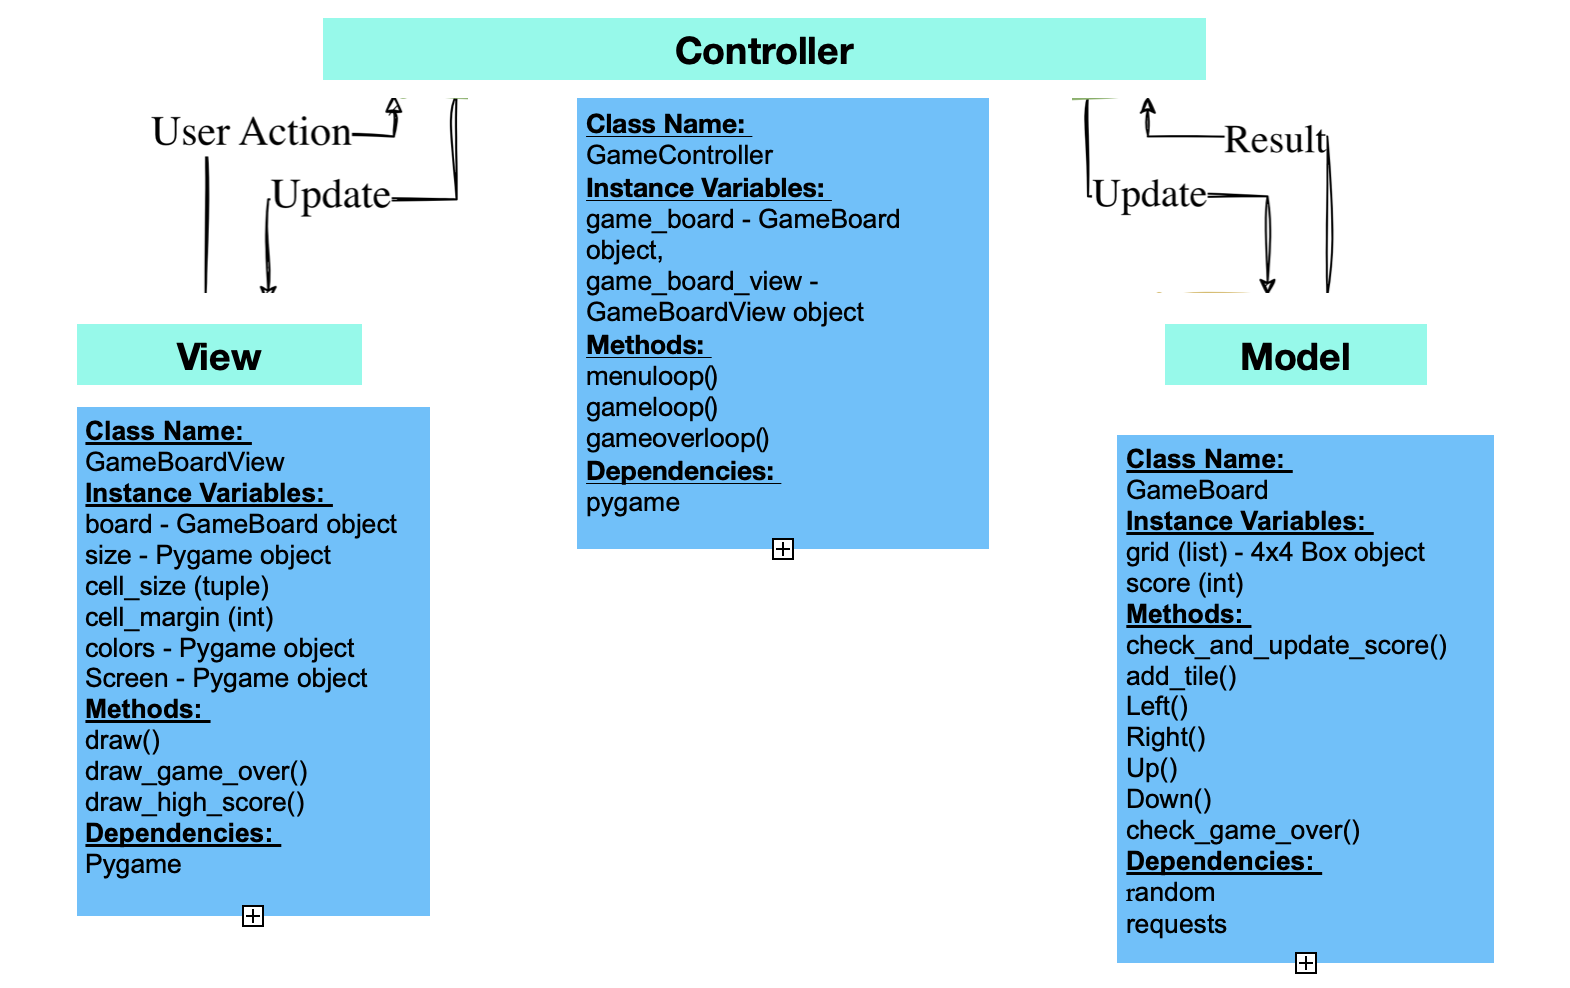 Controller
User Action
Update
Class Name:
GameController
Instance Variables:
game_board - GameBoard
object,
game_board_view -
GameBoardView object
Methods:
menuloop()
gameloop()
gameoverloop()
Dependencies:
pygame
Result
Update
View
Class Name:
GameBoardView
Instance Variables:
board - GameBoard object
size - Pygame object
cell_size (tuple)
cell_margin (int)
colors - Pygame object
Screen - Pygame object
Methods:
draw()
draw_game_over()
draw_high_score()
Dependencies:
Pygame
Model
Class Name:
GameBoard
Instance Variables:
grid (list) - 4x4 Box object
score (int)
Methods:
check_and_update_score()
add_tile()
Left()
Right()
Up()
Down()
check_game_over()
Dependencies:
random
requests